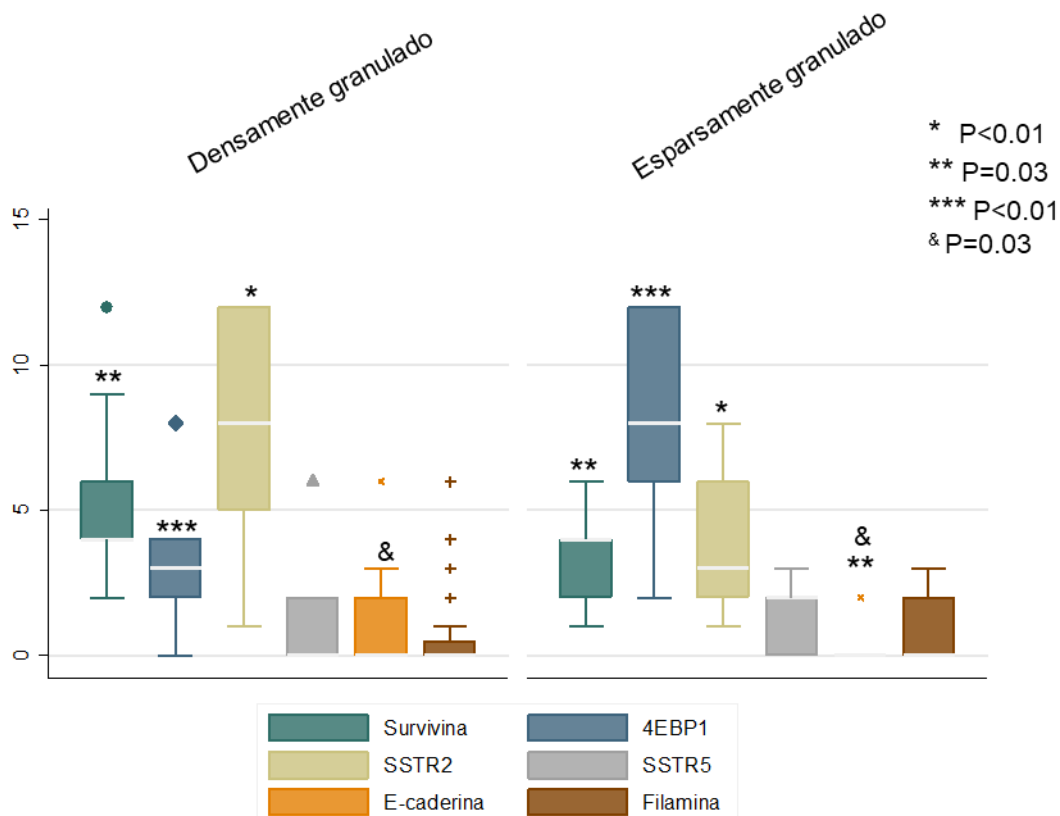 Densamente granulado
Esparsamente granulado
* P<0.01
** P=0.03
*** P<0.01
& P=0.03
15
10
5
0
**
***
*
&
**
***
*
&
**
Survivina
4EBP1
SSTR2
SSTR5
E-caderina
Filamina